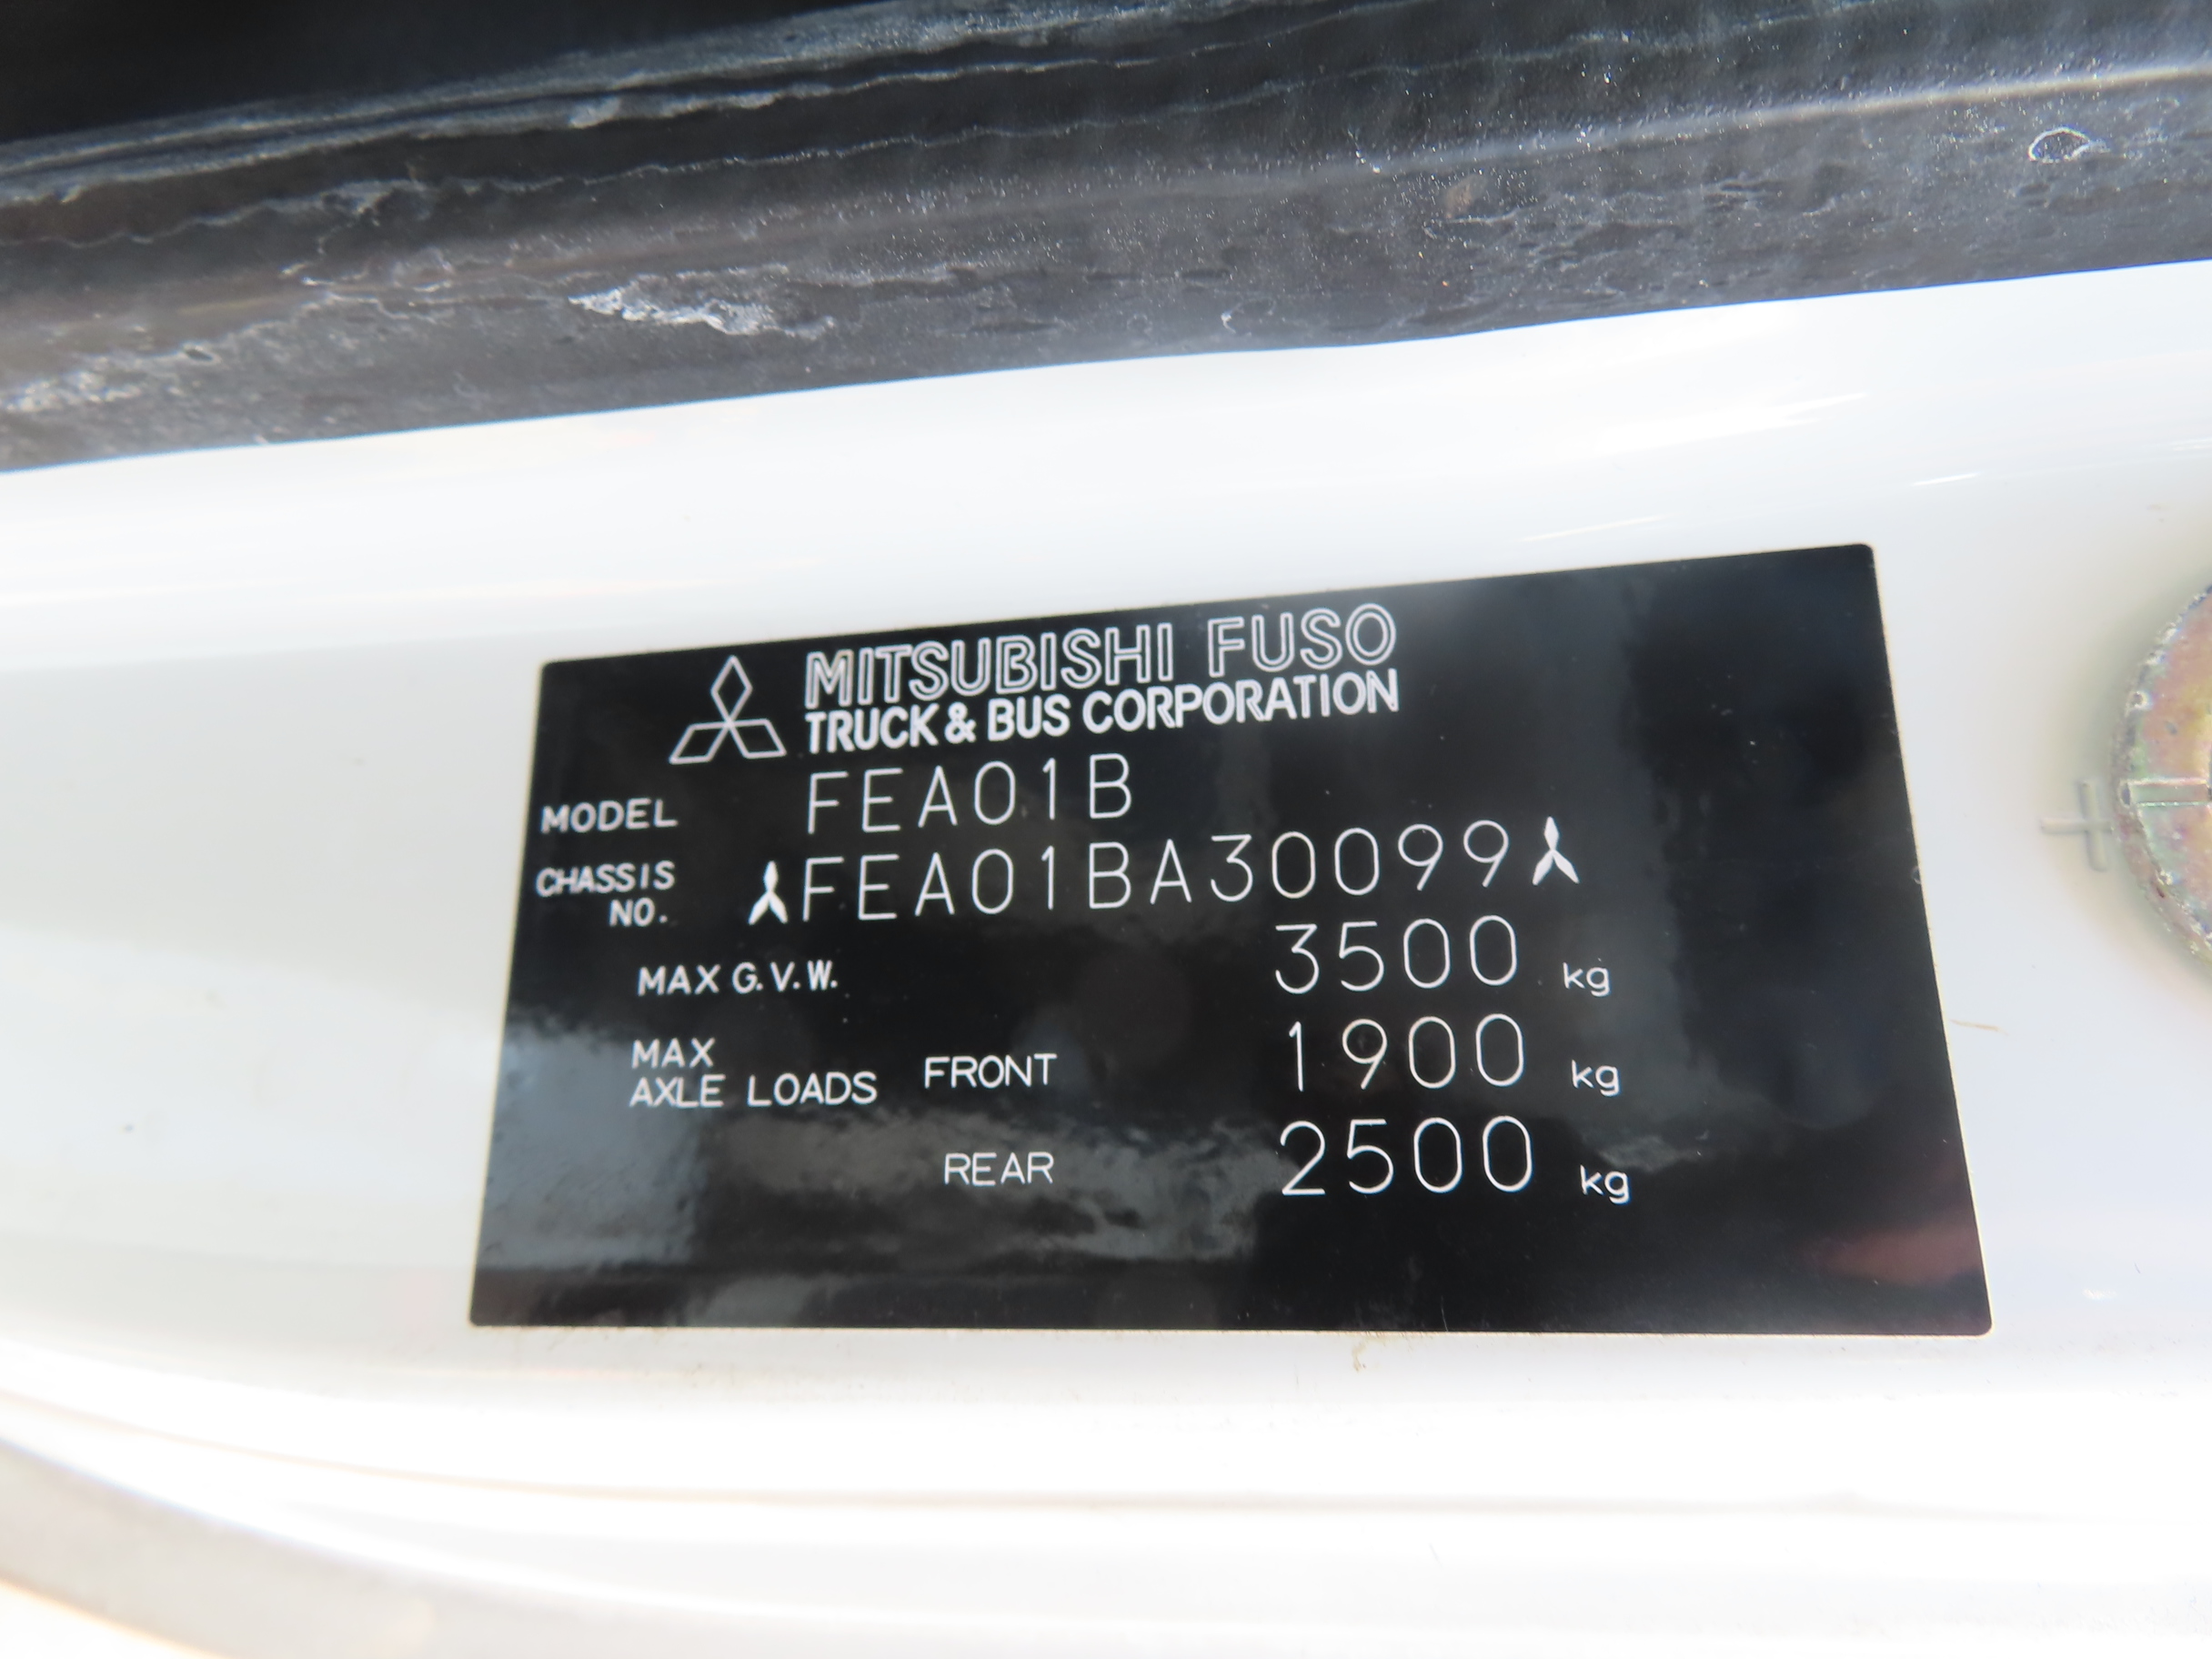 MITSUBISHI FUSO
TRUCK & BUS CORPORATION
MODEL FEA01B
CHASSIS NO. FEA01BA30099
MAX G.V.W. 3500 kg
MAX AXLE LOADS FRONT 1900 kg
REAR 2500 kg